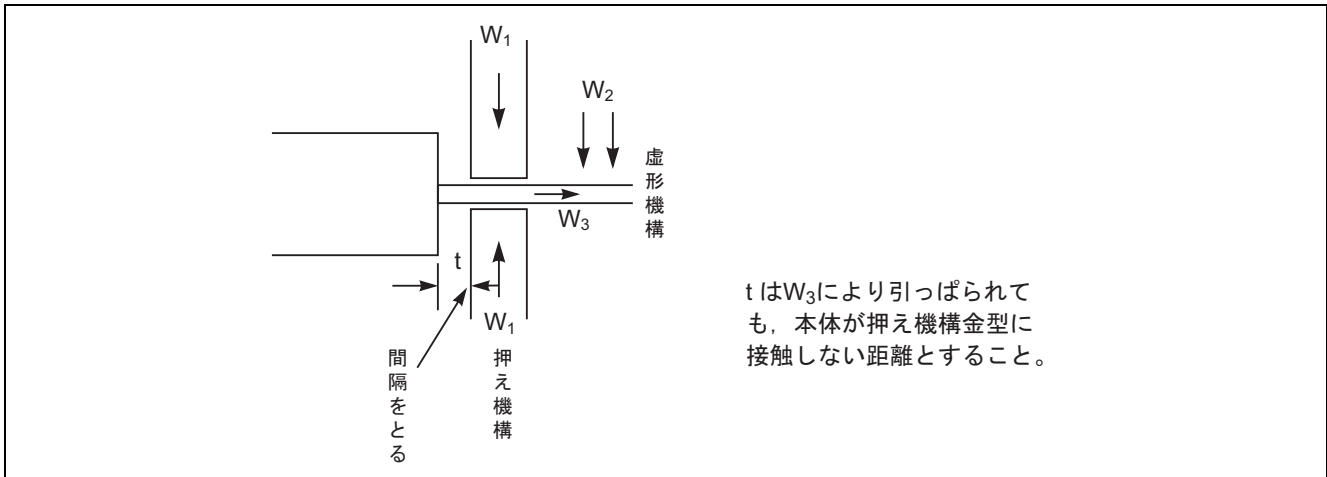 W₁
W₂
虚形機構
W₃
t
W₁
間隔をとる
押え機構
t はW₃により引っぱられて
も，本体が押え機構金型に
接触しない距離とすること。